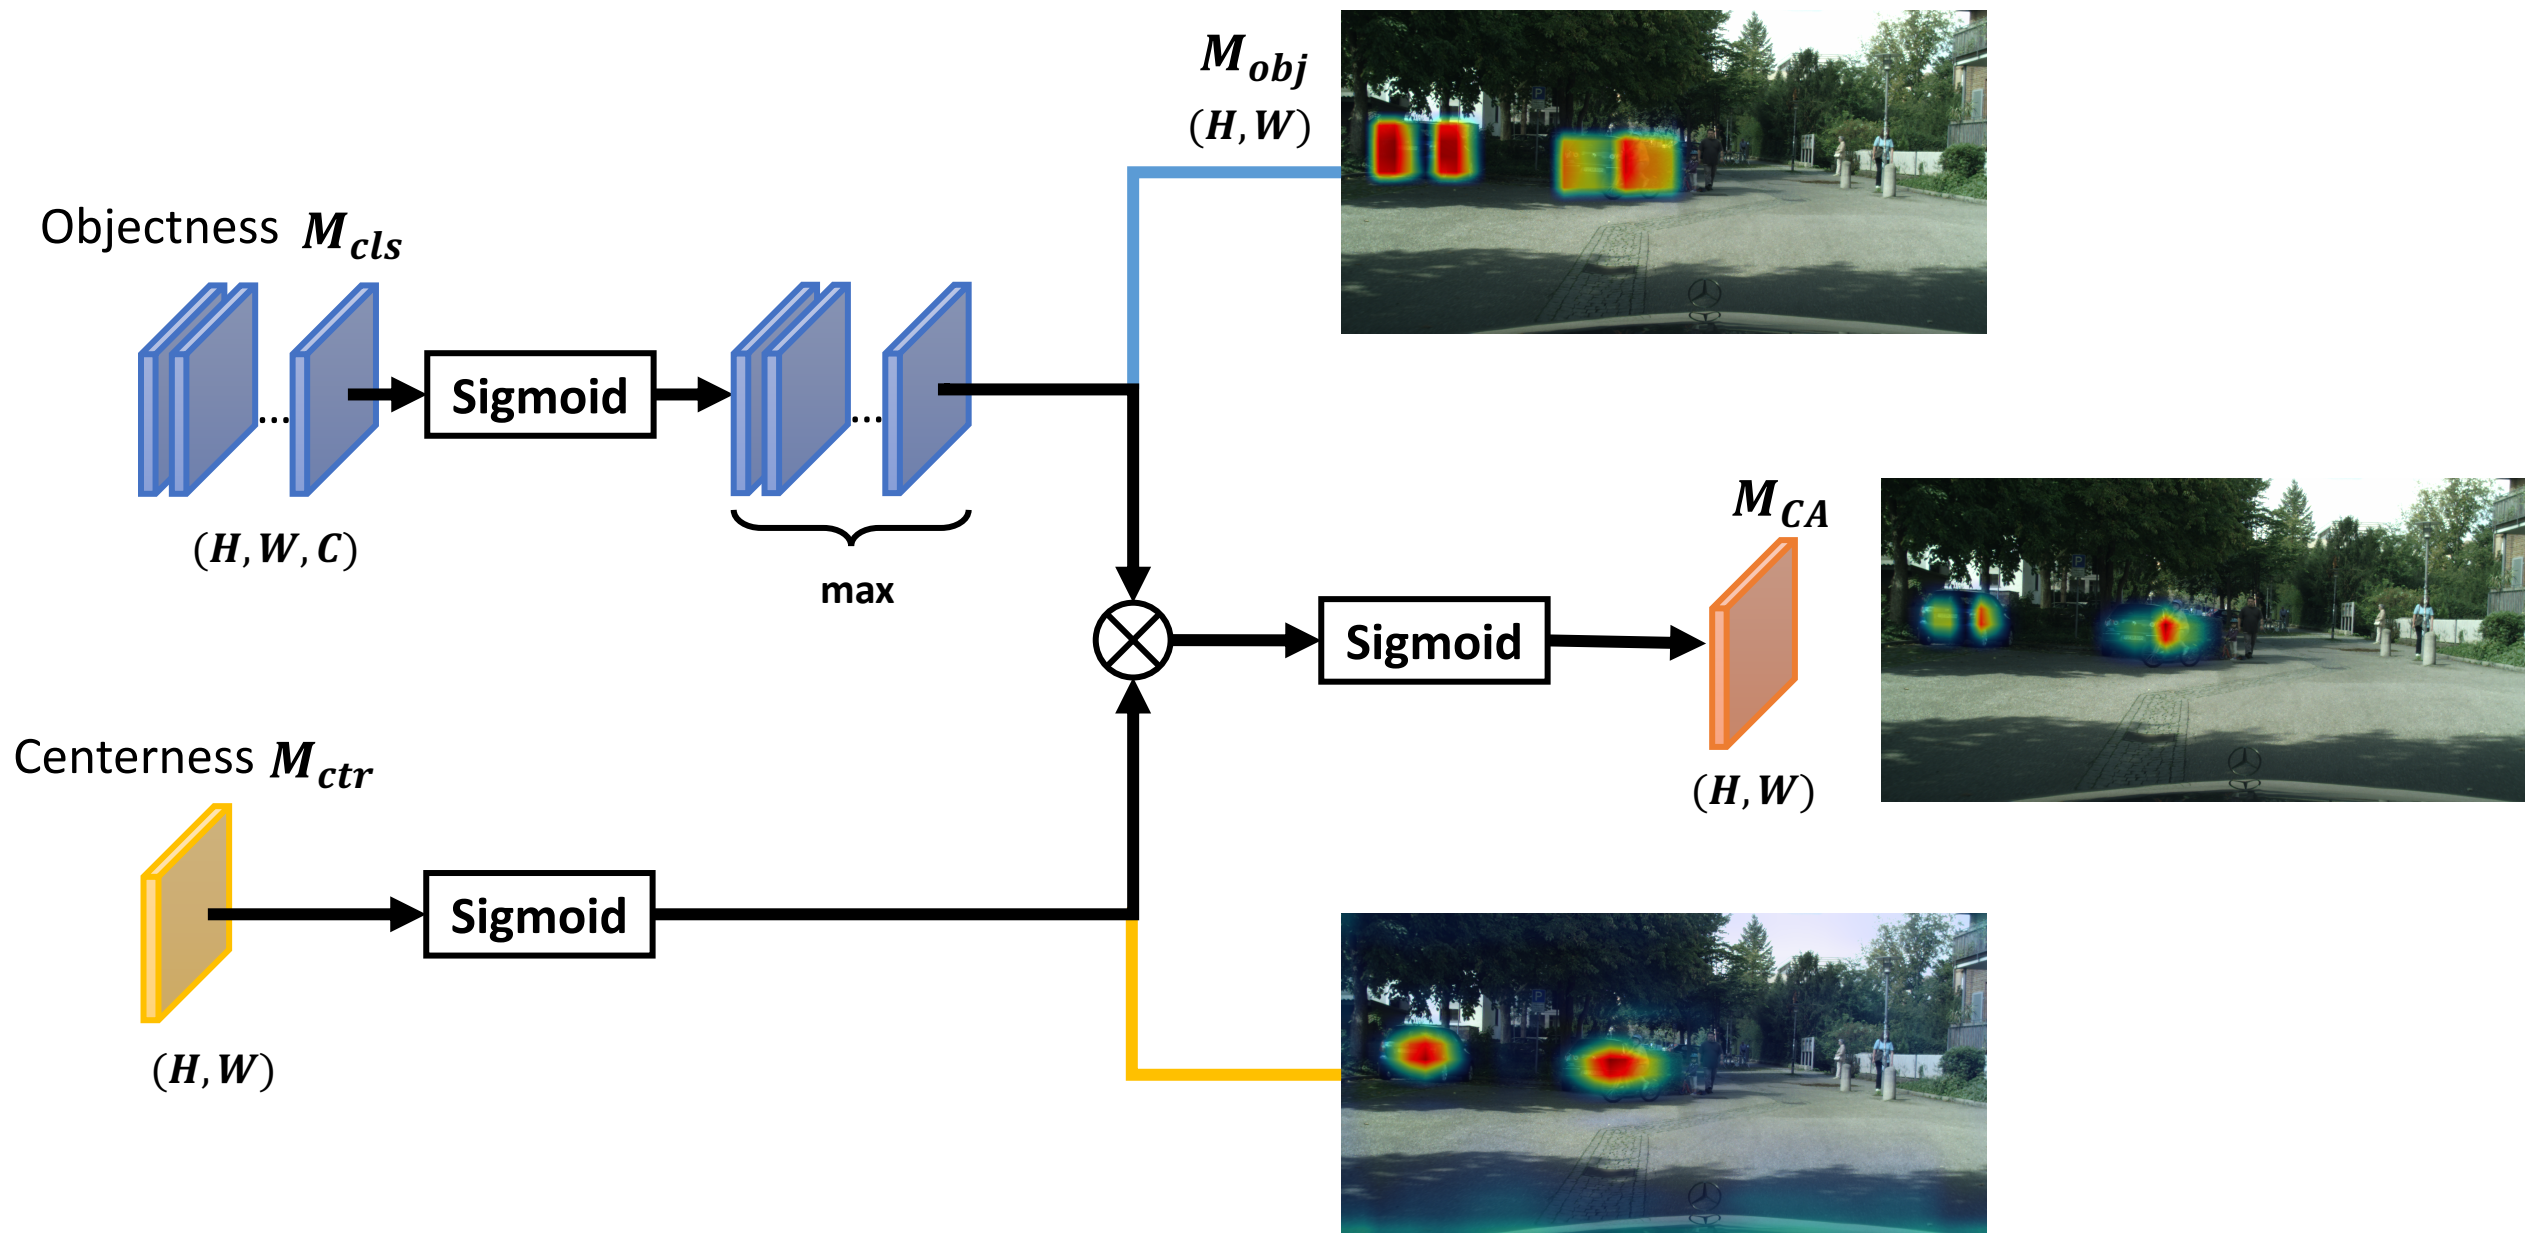 M_obj
(H, W)
Objectness M_cls
...
Sigmoid
...
(H, W, C)
max
M_CA
Sigmoid
(H, W)
Centerness M_ctr
Sigmoid
(H, W)
P
P
P